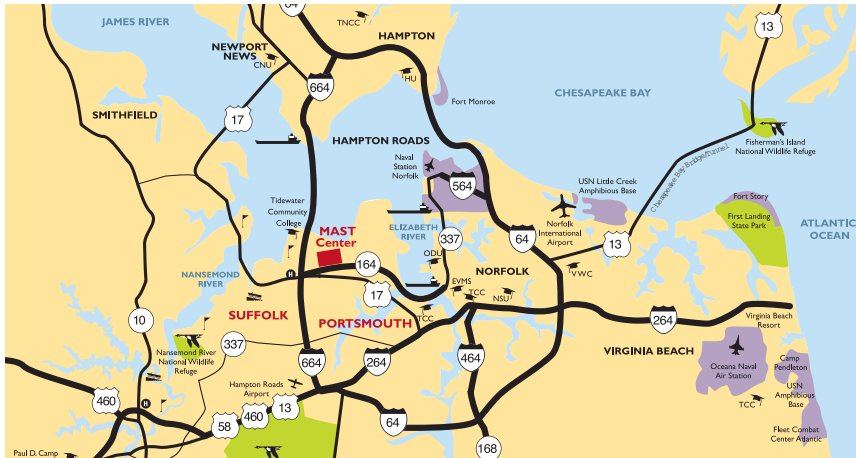 64
JAMES RIVER
TNCC
HAMPTON
13
NEWPORT
NEWS
CNU
HU
664
Fort Monroe
CHESAPEAKE BAY
SMITHFIELD
17
HAMPTON ROADS
Fisherman's Island
National Wildlife Refuge
Chesapeake Bay Bridge/Tunnel
Naval
Station
Norfolk
564
USN Little Creek
Amphibious Base
Fort Story
First Landing
State Park
ATLANTIC
OCEAN
Tidewater
Community
College
MAST
Center
ELIZABETH
RIVER
337
64
Norfolk
International
Airport
13
ODU
164
NANSEMOND
RIVER
H
NORFOLK
VWC
EVMS
TCC
NSU
17
TCC
SUFFOLK
PORTSMOUTH
10
264
Virginia Beach
Resort
337
Nansemond River
National Wildlife
Refuge
664
264
464
VIRGINIA BEACH
Oceana Naval
Air Station
Camp
Pendleton
USN
Amphibious
Base
TCC
Fleet Combat
Center Atlantic
Hampton Roads
Airport
460
H
58
460
13
64
168
Paul D. Camp